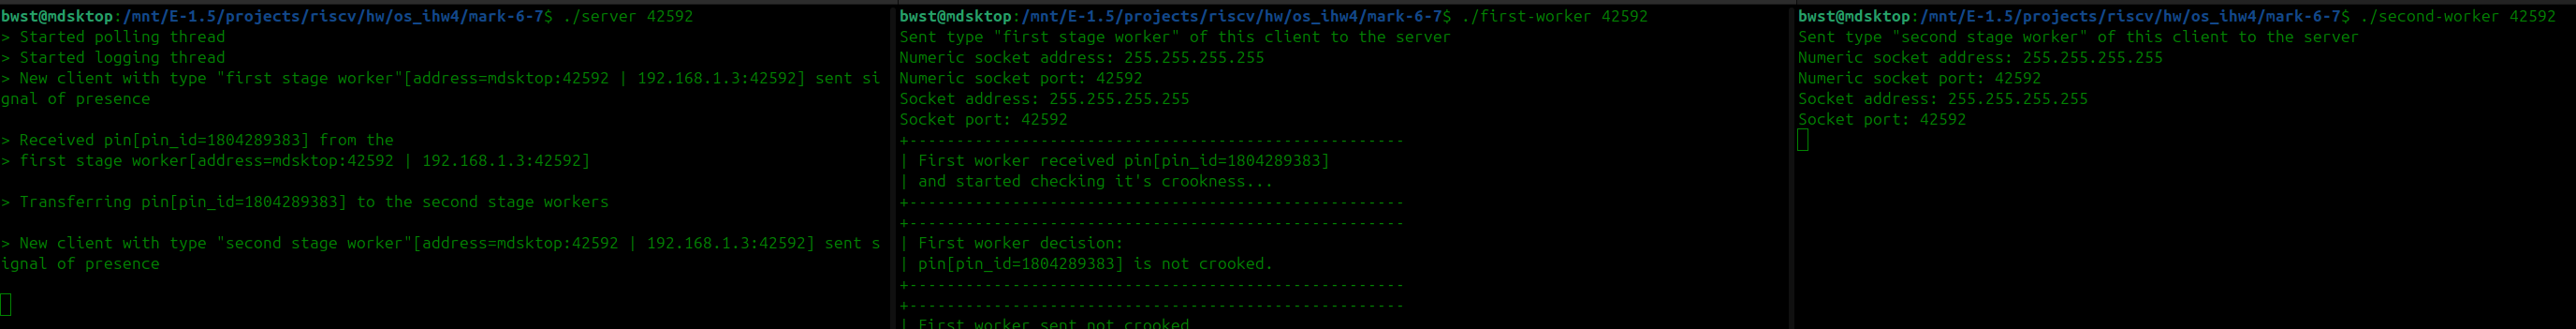 bwst@mdsktop:/mnt/E-1.5/projects/riscv/hw/os_ihw4/mark-6-7$ ./server 42592
> Started polling thread
> Started logging thread
> New client with type "first stage worker"[address=mdsktop:42592 | 192.168.1.3:42592] sent si
gnal of presence
> Received pin[pin_id=1804289383] from the
> first stage worker[address=mdsktop:42592 | 192.168.1.3:42592]
> Transferring pin[pin_id=1804289383] to the second stage workers
> New client with type "second stage worker"[address=mdsktop:42592 | 192.168.1.3:42592] sent s
ignal of presence
bwst@mdsktop:/mnt/E-1.5/projects/riscv/hw/os_ihw4/mark-6-7$ ./first-worker 42592
Sent type "first stage worker" of this client to the server
Numeric socket address: 255.255.255.255
Numeric socket port: 42592
Socket address: 255.255.255.255
Socket port: 42592
+-----------------------------------------------------
| First worker received pin[pin_id=1804289383]
| and started checking it's crookness...
+-----------------------------------------------------
+-----------------------------------------------------
| First worker decision:
| pin[pin_id=1804289383] is not crooked.
+-----------------------------------------------------
+-----------------------------------------------------
| First worker sent not crooked
bwst@mdsktop:/mnt/E-1.5/projects/riscv/hw/os_ihw4/mark-6-7$ ./second-worker 42592
Sent type "second stage worker" of this client to the server
Numeric socket address: 255.255.255.255
Numeric socket port: 42592
Socket address: 255.255.255.255
Socket port: 42592